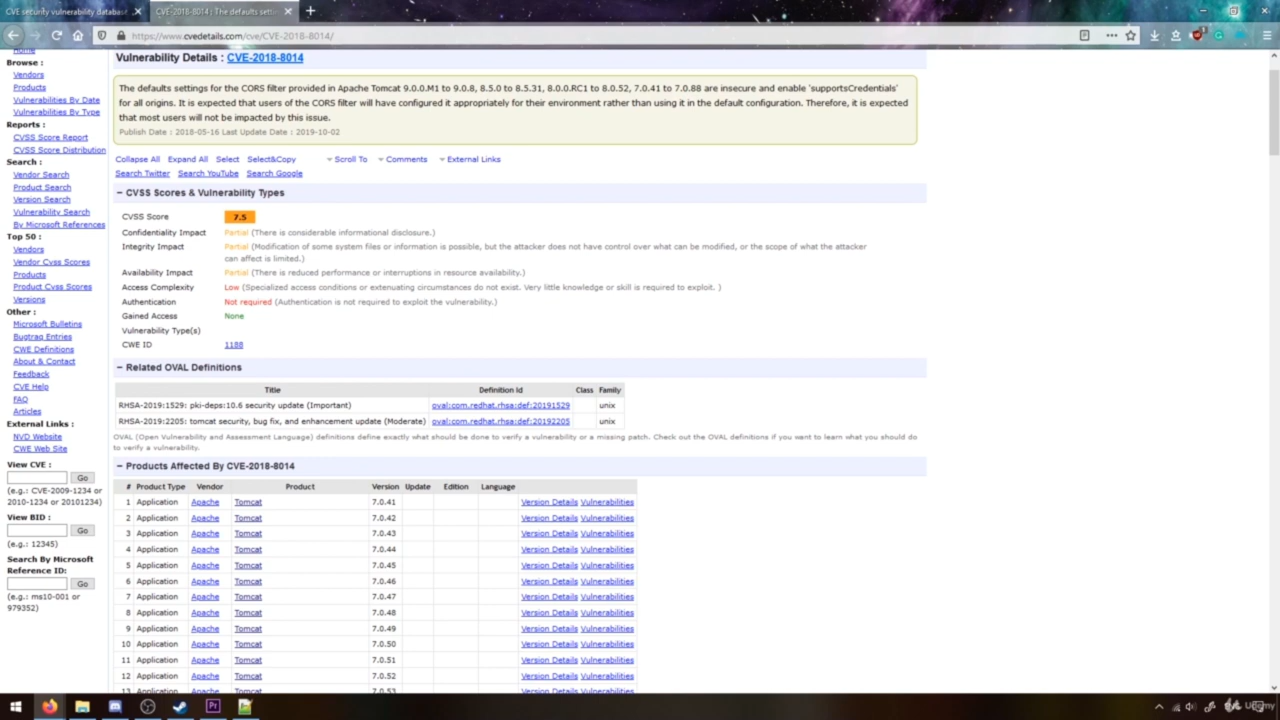 CVE security vulnerability databas
CVE-2018-8014 : The defaults setti
https://www.cvedetails.com/cve/CVE-2018-8014/
Home
Browse :
Vendors
Products
Vulnerabilities By Date
Vulnerabilities By Type
Reports :
CVSS Score Report
CVSS Score Distribution
Search :
Vendor Search
Product Search
Version Search
Vulnerability Search
By Microsoft References
Top 50 :
Vendors
Vendor Cvss Scores
Products
Product Cvss Scores
Versions
Other :
Microsoft Bulletins
Bugtraq Entries
CWE Definitions
About & Contact
Feedback
CVE Help
FAQ
Articles
External Links :
NVD Website
CWE Web Site
View CVE :
Go
(e.g.: CVE-2009-1234 or
2010-1234 or 20101234)
View BID :
Go
(e.g.: 12345)
Search By Microsoft
Reference ID:
Go
(e.g.: ms10-001 or
979352)
Vulnerability Details : CVE-2018-8014
The defaults settings for the CORS filter provided in Apache Tomcat 9.0.0.M1 to 9.0.8, 8.5.0 to 8.5.31, 8.0.0.RC1 to 8.0.52, 7.0.41 to 7.0.88 are insecure and enable 'supportsCredentials'
for all origins. It is expected that users of the CORS filter will have configured it appropriately for their environment rather than using it in the default configuration. Therefore, it is expected
that most users will not be impacted by this issue.
Publish Date : 2018-05-16 Last Update Date : 2019-10-02
Collapse All Expand All Select Select&Copy Scroll To Comments External Links
Search Twitter Search YouTube Search Google
− CVSS Scores & Vulnerability Types
CVSS Score 7.5
Confidentiality Impact Partial (There is considerable informational disclosure.)
Integrity Impact Partial (Modification of some system files or information is possible, but the attacker does not have control over what can be modified, or the scope of what the attacker
can affect is limited.)
Availability Impact Partial (There is reduced performance or interruptions in resource availability.)
Access Complexity Low (Specialized access conditions or extenuating circumstances do not exist. Very little knowledge or skill is required to exploit. )
Authentication Not required (Authentication is not required to exploit the vulnerability.)
Gained Access None
Vulnerability Type(s)
CWE ID 1188
− Related OVAL Definitions
Title Definition Id Class Family
RHSA-2019:1529: pki-deps:10.6 security update (Important) oval:com.redhat.rhsa:def:20191529 unix
RHSA-2019:2205: tomcat security, bug fix, and enhancement update (Moderate) oval:com.redhat.rhsa:def:20192205 unix
OVAL (Open Vulnerability and Assessment Language) definitions define exactly what should be done to verify a vulnerability or a missing patch. Check out the OVAL definitions if you want to learn what you should do
to verify a vulnerability.
− Products Affected By CVE-2018-8014
# Product Type Vendor Product Version Update Edition Language
1 Application Apache Tomcat 7.0.41 Version Details Vulnerabilities
2 Application Apache Tomcat 7.0.42 Version Details Vulnerabilities
3 Application Apache Tomcat 7.0.43 Version Details Vulnerabilities
4 Application Apache Tomcat 7.0.44 Version Details Vulnerabilities
5 Application Apache Tomcat 7.0.45 Version Details Vulnerabilities
6 Application Apache Tomcat 7.0.46 Version Details Vulnerabilities
7 Application Apache Tomcat 7.0.47 Version Details Vulnerabilities
8 Application Apache Tomcat 7.0.48 Version Details Vulnerabilities
9 Application Apache Tomcat 7.0.49 Version Details Vulnerabilities
10 Application Apache Tomcat 7.0.50 Version Details Vulnerabilities
11 Application Apache Tomcat 7.0.51 Version Details Vulnerabilities
12 Application Apache Tomcat 7.0.52 Version Details Vulnerabilities
13 Application Apache Tomcat 7.0.53 Version Details Vulnerabilities
Pr
Udemy